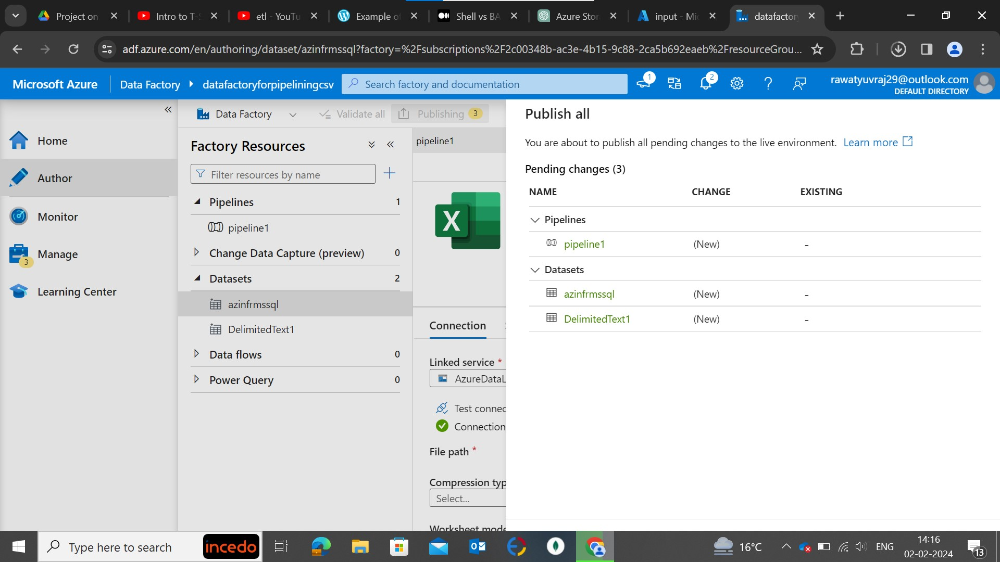 Project on
Intro to T-S
etl - YouTu
Example of
Shell vs BA
Azure Stor
input - Mic
datafactory
adf.azure.com/en/authoring/dataset/azinfrmssql?factory=%2Fsubscriptions%2F2c00348b-ac3e-4b15-9c88-2ca5b692eaeb%2FresourceGrou...
Microsoft Azure
Data Factory
datafactoryforpipeliningcsv
Search factory and documentation
1
2
rawatyuvraj29@outlook.com
DEFAULT DIRECTORY
Home
Author
Monitor
Manage
3
Learning Center
Data Factory
Validate all
Publishing 3
Factory Resources
Filter resources by name
Pipelines 1
pipeline1
Change Data Capture (preview) 0
Datasets 2
azinfrmssql
DelimitedText1
Data flows 0
Power Query 0
pipeline1
X
Connection
Linked service *
AzureDataL
Test connec
Connection
File path *
Compression typ
Select...
Worksheet mode
Publish all
You are about to publish all pending changes to the live environment. Learn more
Pending changes (3)
NAME CHANGE EXISTING
Pipelines
pipeline1 (New) -
Datasets
azinfrmssql (New) -
DelimitedText1 (New) -
Type here to search
incedo
16°C
ENG
14:16
02-02-2024
13